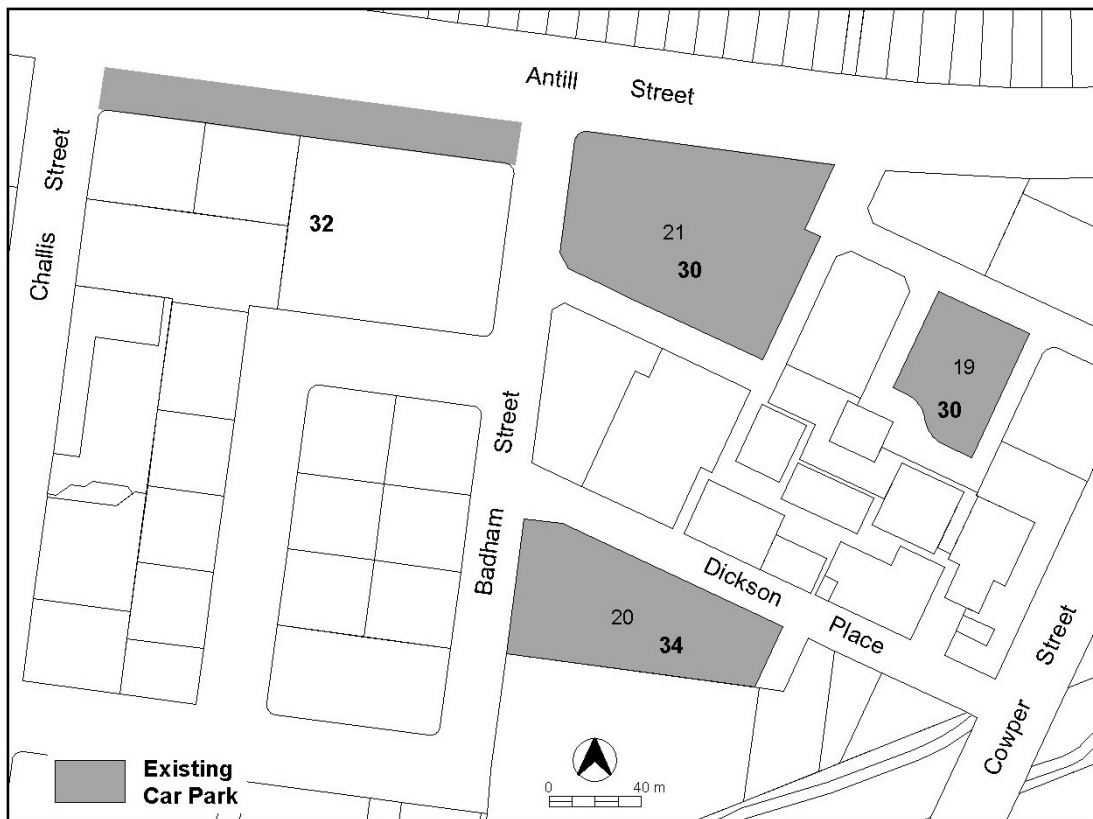 Antill Street
Challis Street
32
21
30
19
30
Badham Street
20
34
Dickson Place
Cowper Street
Existing
Car Park
0 40 m